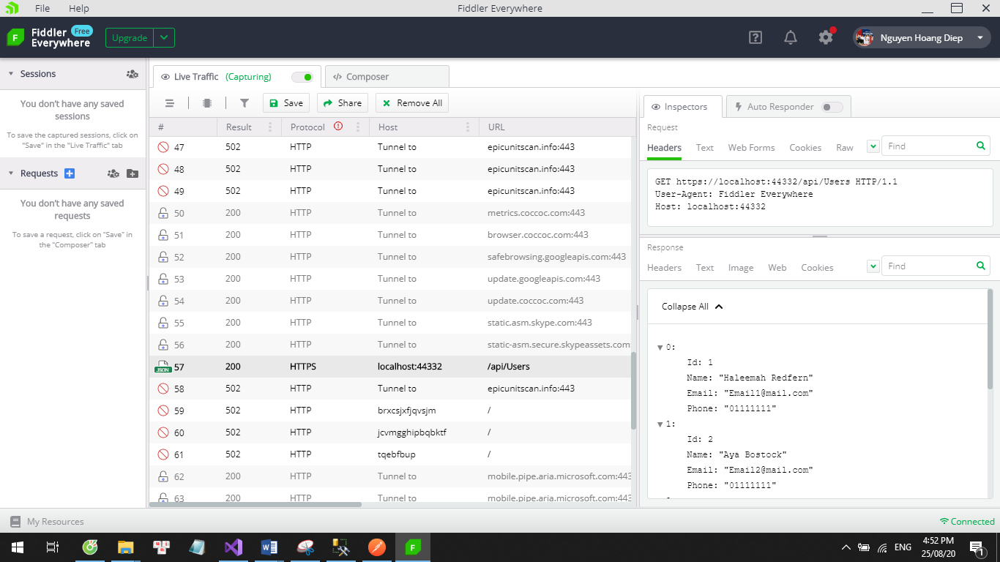 File Help Fiddler Everywhere
Fiddler Free
Everywhere
Upgrade
Nguyen Hoang Diep
Sessions
You don't have any saved
sessions
To save the captured sessions, click on
"Save" in the "Live Traffic" tab
Requests
You don't have any saved
requests
To save a request, click on "Save" in
the "Composer" tab
Live Traffic (Capturing)
Composer
Save Share Remove All
# Result Protocol Host URL
47 502 HTTP Tunnel to epicunitscan.info:443
48 502 HTTP Tunnel to epicunitscan.info:443
49 502 HTTP Tunnel to epicunitscan.info:443
50 200 HTTP Tunnel to metrics.coccoc.com:443
51 200 HTTP Tunnel to browser.coccoc.com:443
52 200 HTTP Tunnel to safebrowsing.googleapis.com:443
53 200 HTTP Tunnel to update.googleapis.com:443
54 200 HTTP Tunnel to update.coccoc.com:443
55 200 HTTP Tunnel to static.asm.skype.com:443
56 200 HTTP Tunnel to static-asm.secure.skypeassets.com
JSON 57 200 HTTPS localhost:44332 /api/Users
58 502 HTTP Tunnel to epicunitscan.info:443
59 502 HTTP brxcsjxfjqvsjm /
60 502 HTTP jcvmgghipbqbktf /
61 502 HTTP tqebfbup /
62 200 HTTP Tunnel to mobile.pipe.aria.microsoft.com:443
63 200 HTTP Tunnel to mobile.pipe.aria.microsoft.com:443
Inspectors Auto Responder
Request
Headers Text Web Forms Cookies Raw Find
GET https://localhost:44332/api/Users HTTP/1.1
User-Agent: Fiddler Everywhere
Host: localhost:44332
Response
Headers Text Image Web Cookies Find
Collapse All
0:
Id: 1
Name: "Haleemah Redfern"
Email: "Email1@mail.com"
Phone: "01111111"
1:
Id: 2
Name: "Aya Bostock"
Email: "Email2@mail.com"
Phone: "01111111"
My Resources
Connected
ENG
4:52 PM
25/08/20
1